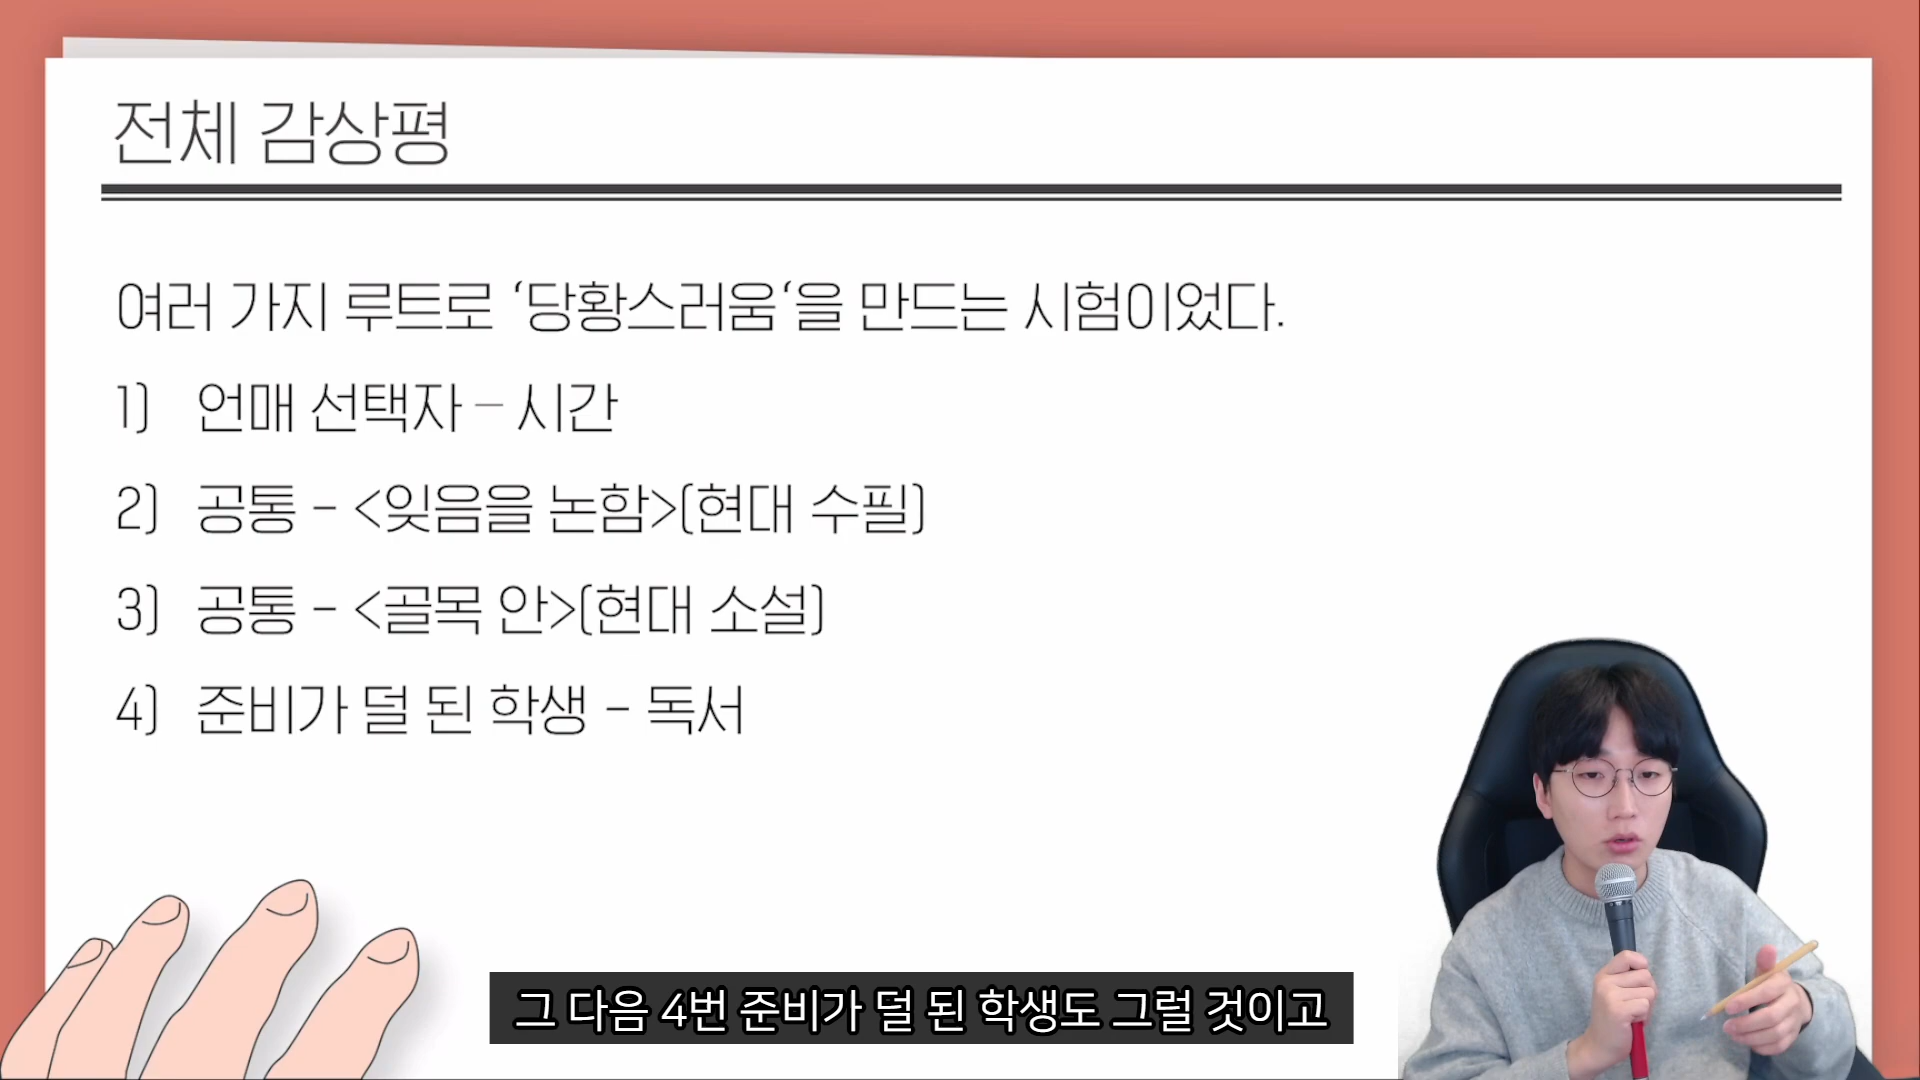 전체 감상평
여러 가지 루트로 ‘당황스러움‘을 만드는 시험이었다.
1) 언매 선택자 – 시간
2) 공통 - <잊음을 논함>(현대 수필)
3) 공통 - <골목 안>(현대 소설)
4) 준비가 덜 된 학생 - 독서
그 다음 4번 준비가 덜 된 학생도 그럴 것이고